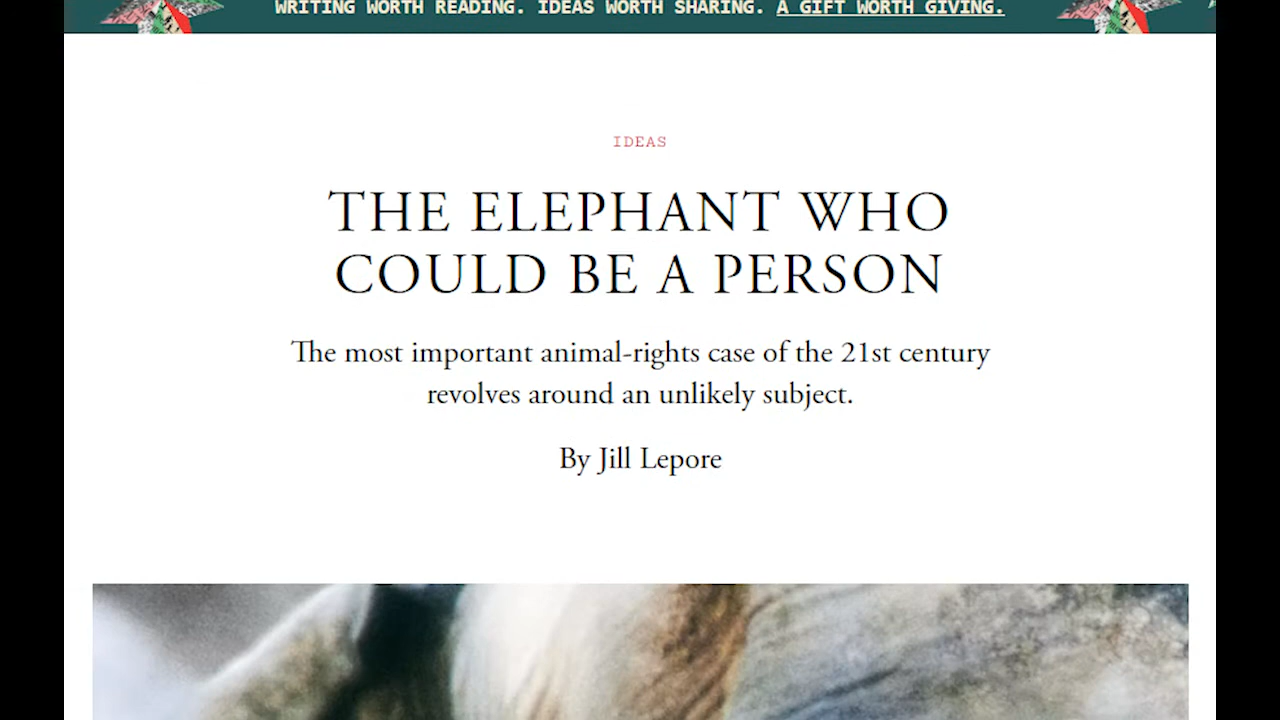 WRITING WORTH READING. IDEAS WORTH SHARING. A GIFT WORTH GIVING.
IDEAS
THE ELEPHANT WHO
COULD BE A PERSON
The most important animal-rights case of the 21st century
revolves around an unlikely subject.
By Jill Lepore